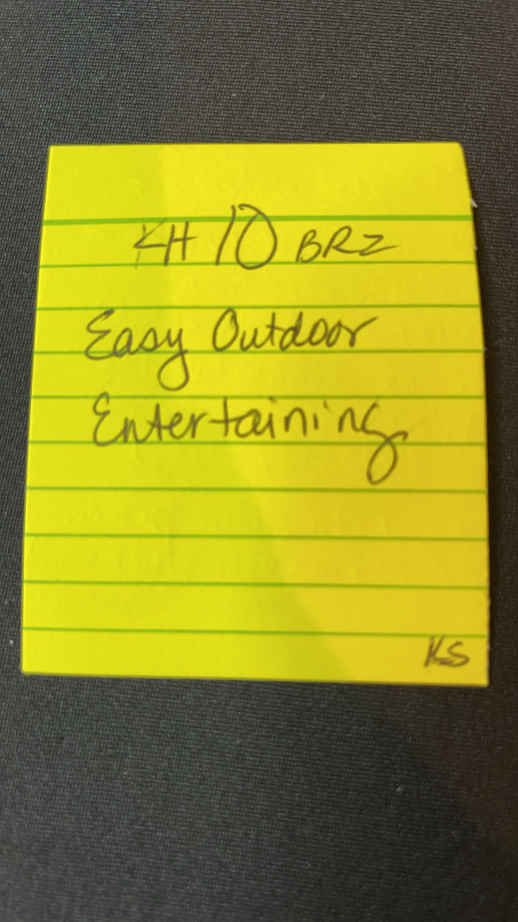 KH 10 BRZ
Easy Outdoor
Entertaining
KS